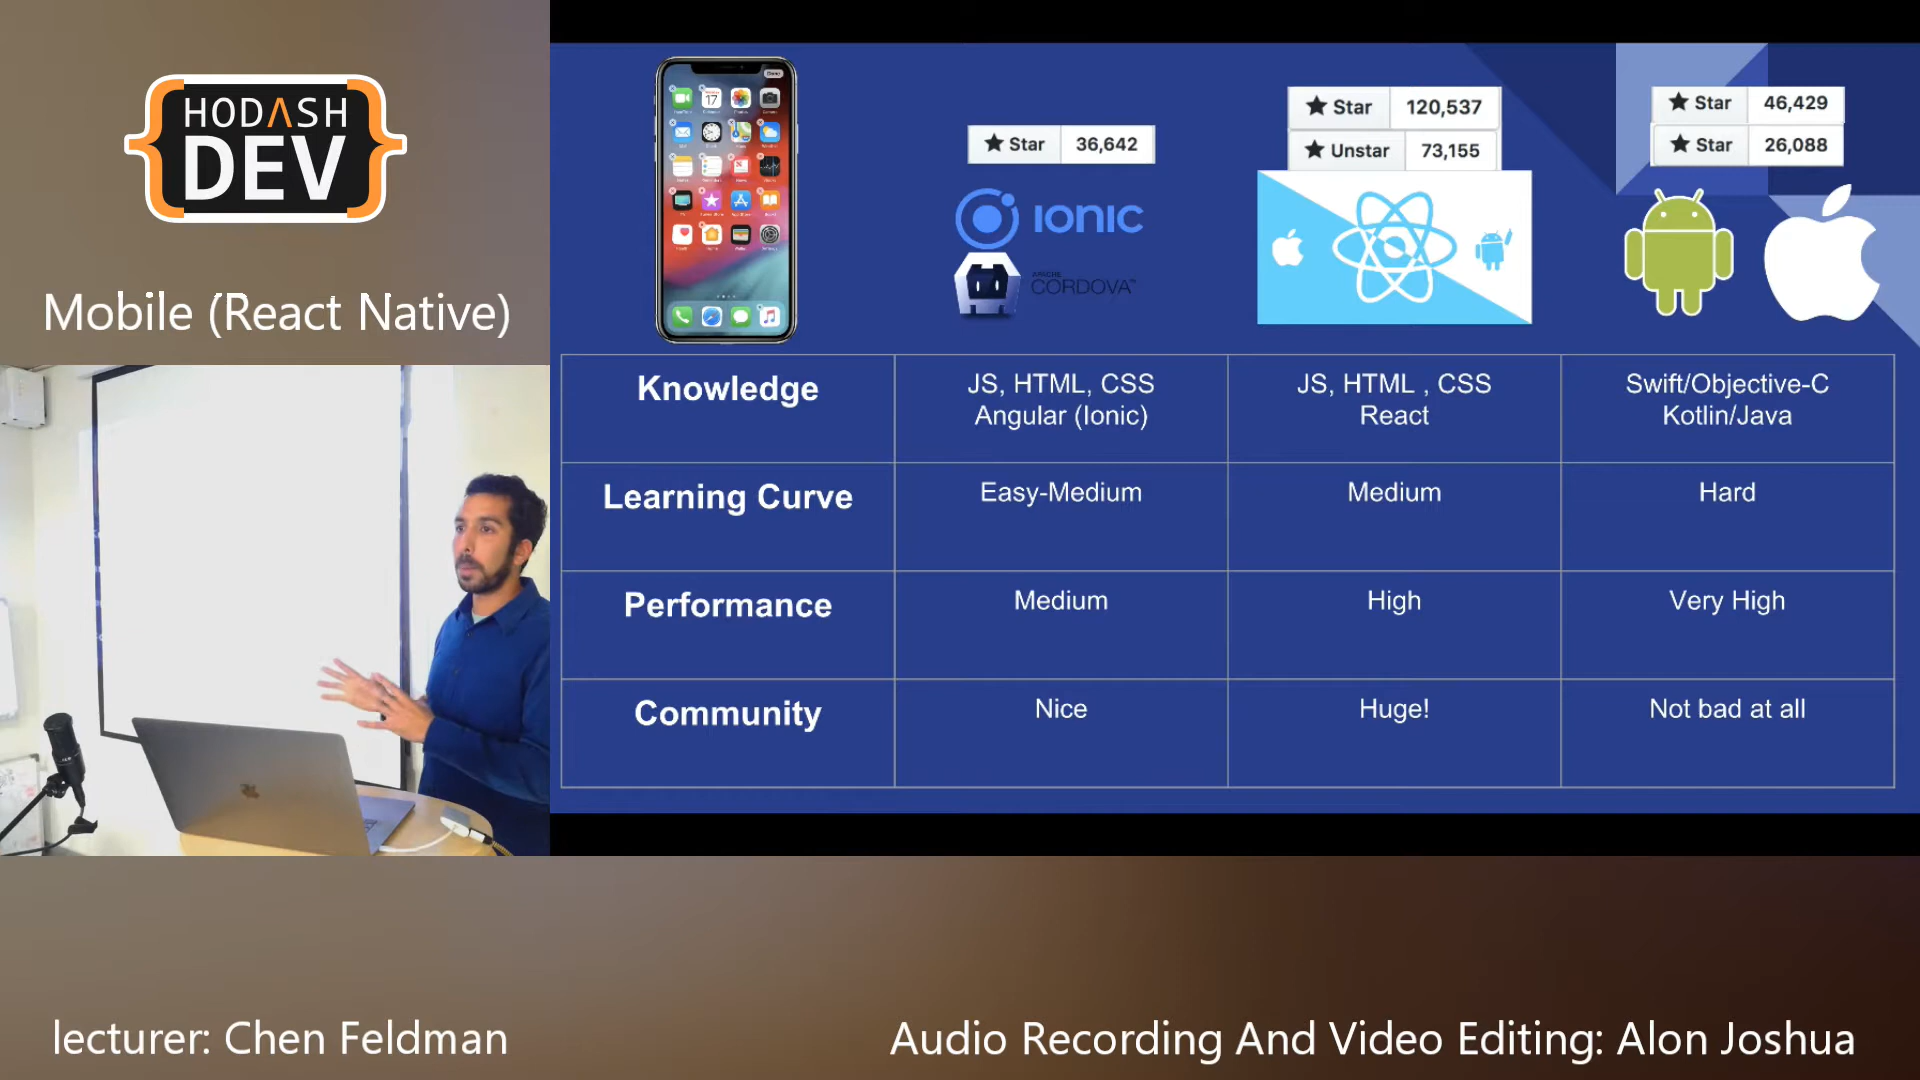 HODASH
DEV
Mobile (React Native)
Star 36,642
IONIC
APACHE
CORDOVA™
Star 120,537
Unstar 73,155
Star 46,429
Star 26,088
Knowledge
JS, HTML, CSS
Angular (Ionic)
JS, HTML , CSS
React
Swift/Objective-C
Kotlin/Java
Learning Curve
Easy-Medium
Medium
Hard
Performance
Medium
High
Very High
Community
Nice
Huge!
Not bad at all
lecturer: Chen Feldman
Audio Recording And Video Editing: Alon Joshua